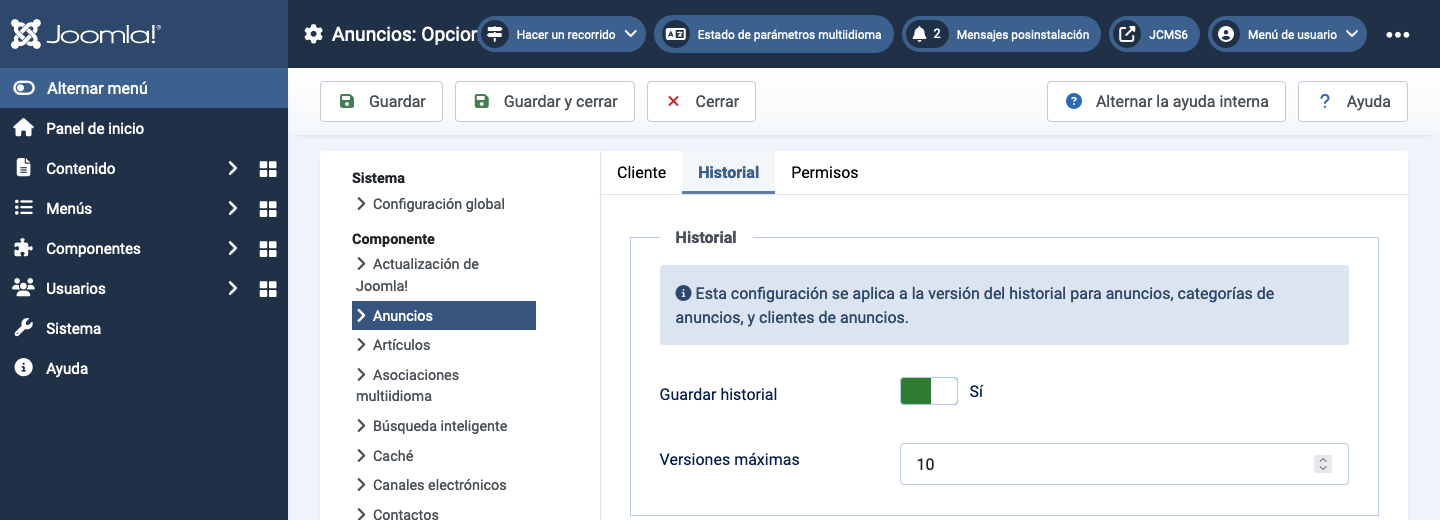 Joomla!®
Anuncios: Opcior
Hacer un recorrido
Estado de parámetros multiidioma
2 Mensajes posinstalación
JCMS6
Menú de usuario
Alternar menú
Panel de inicio
Contenido
Menús
Componentes
Usuarios
Sistema
Ayuda
Guardar
Guardar y cerrar
Cerrar
Alternar la ayuda interna
? Ayuda
Sistema
Configuración global
Componente
Actualización de
Joomla!
Anuncios
Artículos
Asociaciones
multiidioma
Búsqueda inteligente
Caché
Canales electrónicos
Contactos
Cliente
Historial
Permisos
Historial
Esta configuración se aplica a la versión del historial para anuncios, categorías de
anuncios, y clientes de anuncios.
Guardar historial
Sí
Versiones máximas
10